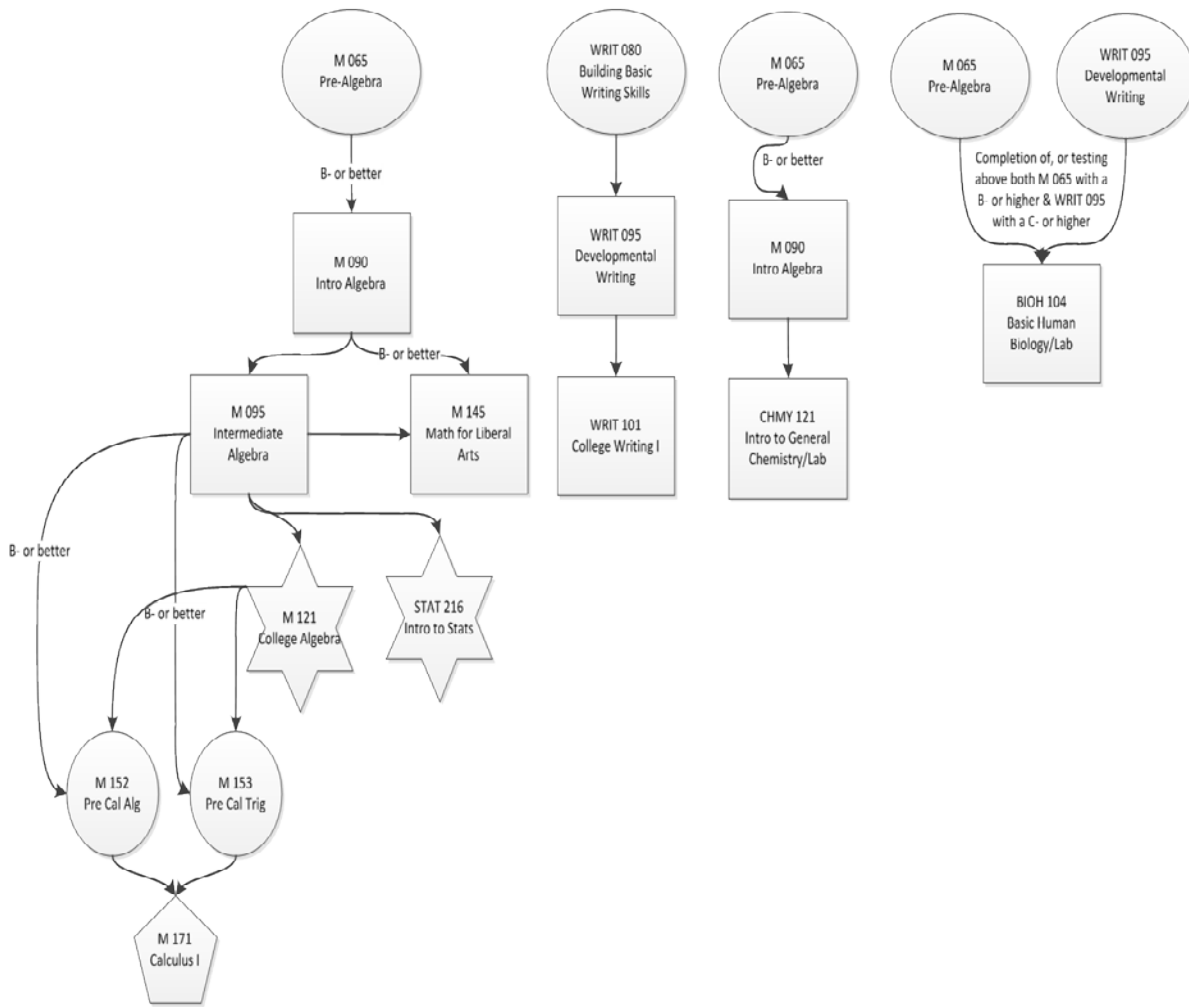 M 065
Pre-Algebra
WRIT 080
Building Basic
Writing Skills
M 065
Pre-Algebra
M 065
Pre-Algebra
WRIT 095
Developmental
Writing
B- or better
B- or better
Completion of, or testing
above both M 065 with a
B- or higher & WRIT 095
with a C- or higher
M 090
Intro Algebra
WRIT 095
Developmental
Writing
M 090
Intro Algebra
BIOH 104
Basic Human
Biology/Lab
B- or better
M 095
Intermediate
Algebra
M 145
Math for Liberal
Arts
WRIT 101
College Writing I
CHMY 121
Intro to General
Chemistry/Lab
B- or better
B- or better
M 121
College Algebra
STAT 216
Intro to Stats
M 152
Pre Cal Alg
M 153
Pre Cal Trig
M 171
Calculus I